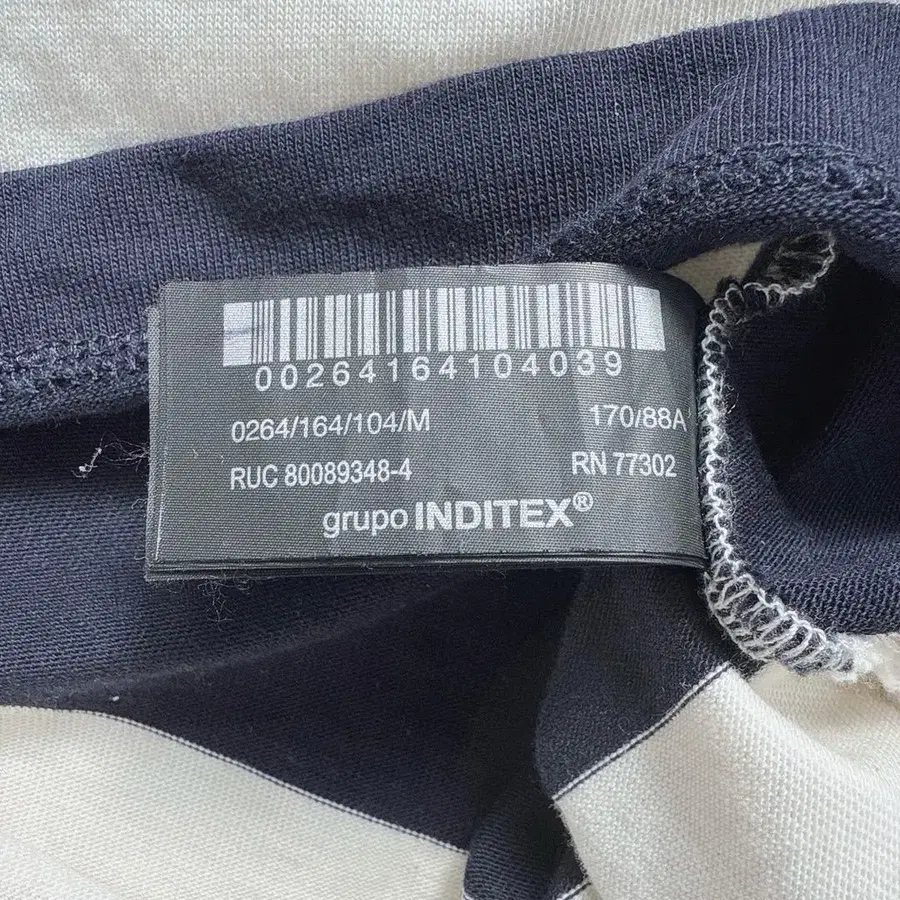 00264164104039
0264/164/104/M 170/88A
RUC 80089348-4 RN 77302
grupo INDITEX®